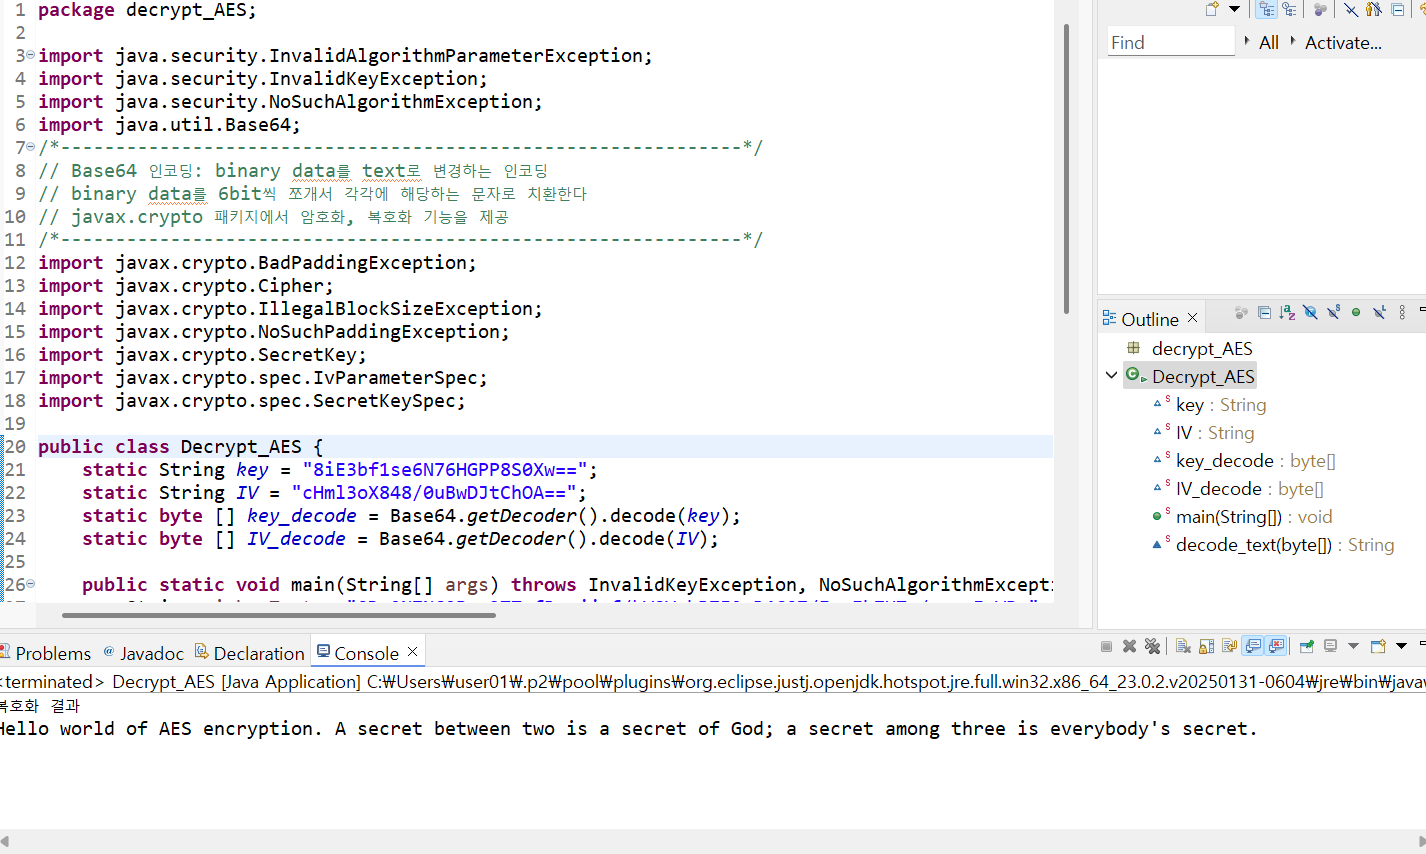 1 package decrypt_AES;
2
3 import java.security.InvalidAlgorithmParameterException;
4 import java.security.InvalidKeyException;
5 import java.security.NoSuchAlgorithmException;
6 import java.util.Base64;
7 /*--------------------------------------------------------------*/
8 // Base64 인코딩: binary data를 text로 변경하는 인코딩
9 // binary data를 6bit씩 쪼개서 각각에 해당하는 문자로 치환한다
10 // javax.crypto 패키지에서 암호화, 복호화 기능을 제공
11 /*--------------------------------------------------------------*/
12 import javax.crypto.BadPaddingException;
13 import javax.crypto.Cipher;
14 import javax.crypto.IllegalBlockSizeException;
15 import javax.crypto.NoSuchPaddingException;
16 import javax.crypto.SecretKey;
17 import javax.crypto.spec.IvParameterSpec;
18 import javax.crypto.spec.SecretKeySpec;
19
20 public class Decrypt_AES {
21 static String key = "8iE3bf1se6N76HGPP8S0Xw==";
22 static String IV = "cHml3oX848/0uBwDJtChOA==";
23 static byte [] key_decode = Base64.getDecoder().decode(key);
24 static byte [] IV_decode = Base64.getDecoder().decode(IV);
25
26 public static void main(String[] args) throws InvalidKeyException, NoSuchAlgorithmExcepti
Find All Activate...
Outline
decrypt_AES
Decrypt_AES
key : String
IV : String
key_decode : byte[]
IV_decode : byte[]
main(String[]) : void
decode_text(byte[]) : String
Problems @ Javadoc Declaration Console
<terminated> Decrypt_AES [Java Application] C:₩Users₩user01₩.p2₩pool₩plugins₩org.eclipse.justj.openjdk.hotspot.jre.full.win32.x86_64_23.0.2.v20250131-0604₩jre₩bin₩javaw
복호화 결과
Hello world of AES encryption. A secret between two is a secret of God; a secret among three is everybody's secret.